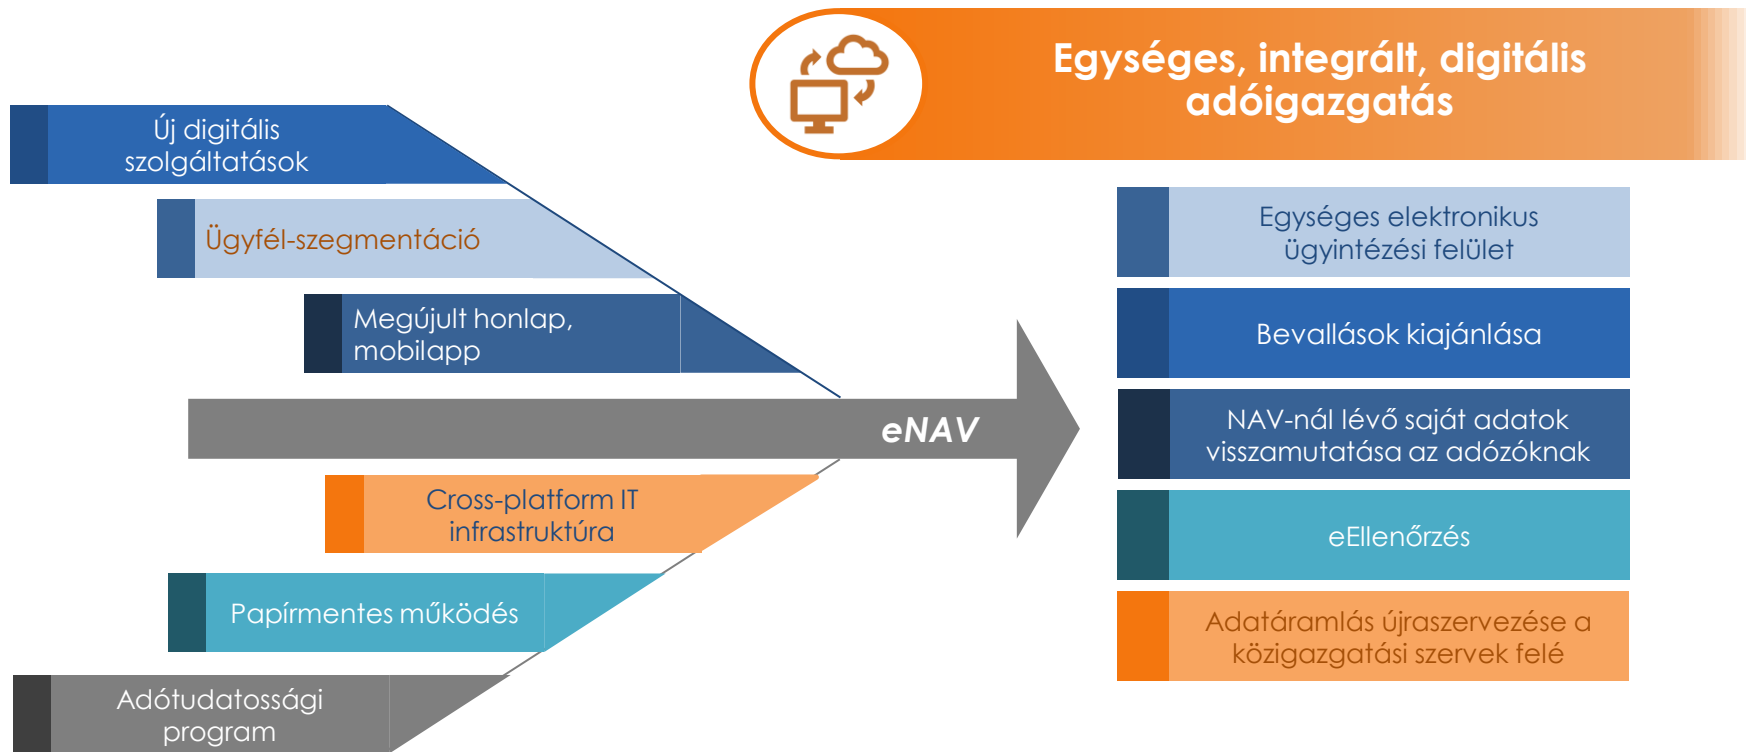 Egységes, integrált, digitális
adóigazgatás
Új digitális
szolgáltatások
Ügyfél-szegmentáció
Megújult honlap,
mobilapp
eNAV
Cross-platform IT
infrastruktúra
Papírmentes működés
Adótudatossági
program
Egységes elektronikus
ügyintézési felület
Bevallások kiajánlása
NAV-nál lévő saját adatok
visszamutatása az adózóknak
eEllenőrzés
Adatáramlás újraszervezése a
közigazgatási szervek felé